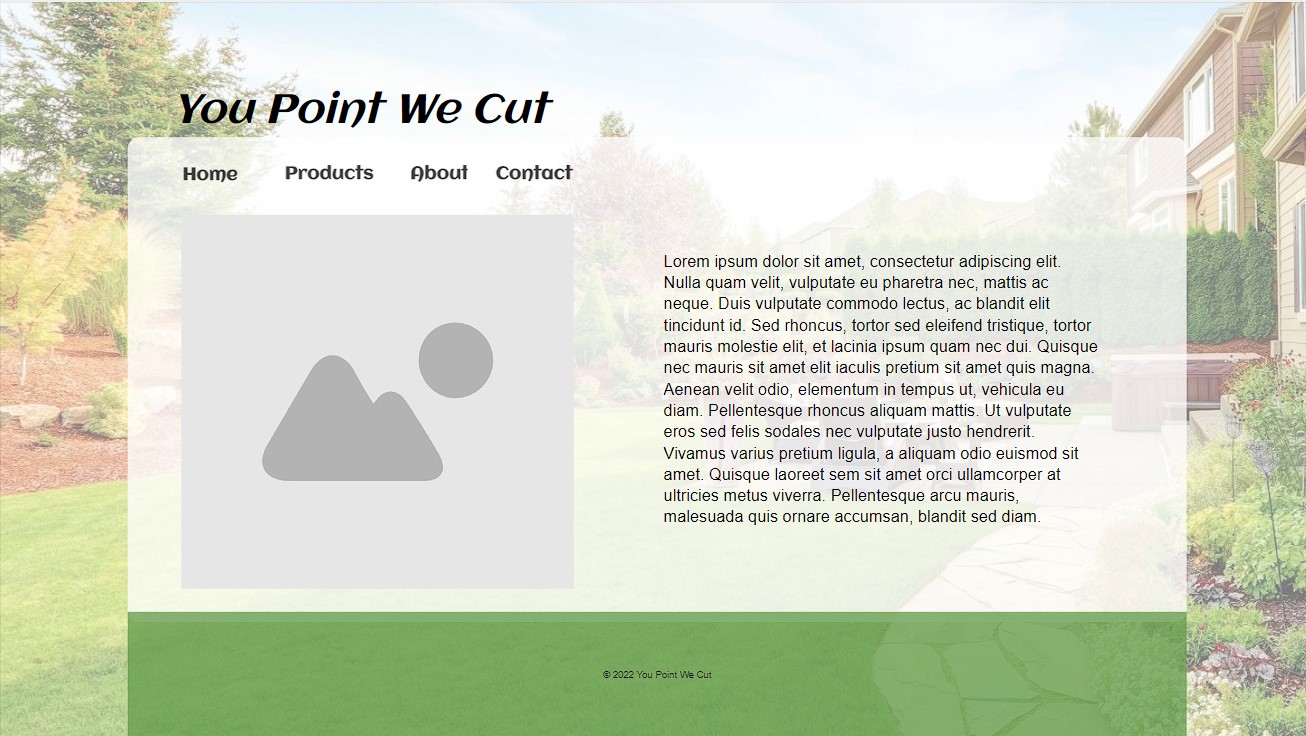 You Point We Cut
Home Products About Contact
Lorem ipsum dolor sit amet, consectetur adipiscing elit.
Nulla quam velit, vulputate eu pharetra nec, mattis ac
neque. Duis vulputate commodo lectus, ac blandit elit
tincidunt id. Sed rhoncus, tortor sed eleifend tristique, tortor
mauris molestie elit, et lacinia ipsum quam nec dui. Quisque
nec mauris sit amet elit iaculis pretium sit amet quis magna.
Aenean velit odio, elementum in tempus ut, vehicula eu
diam. Pellentesque rhoncus aliquam mattis. Ut vulputate
eros sed felis sodales nec vulputate justo hendrerit.
Vivamus varius pretium ligula, a aliquam odio euismod sit
amet. Quisque laoreet sem sit amet orci ullamcorper at
ultricies metus viverra. Pellentesque arcu mauris,
malesuada quis ornare accumsan, blandit sed diam.
© 2022 You Point We Cut